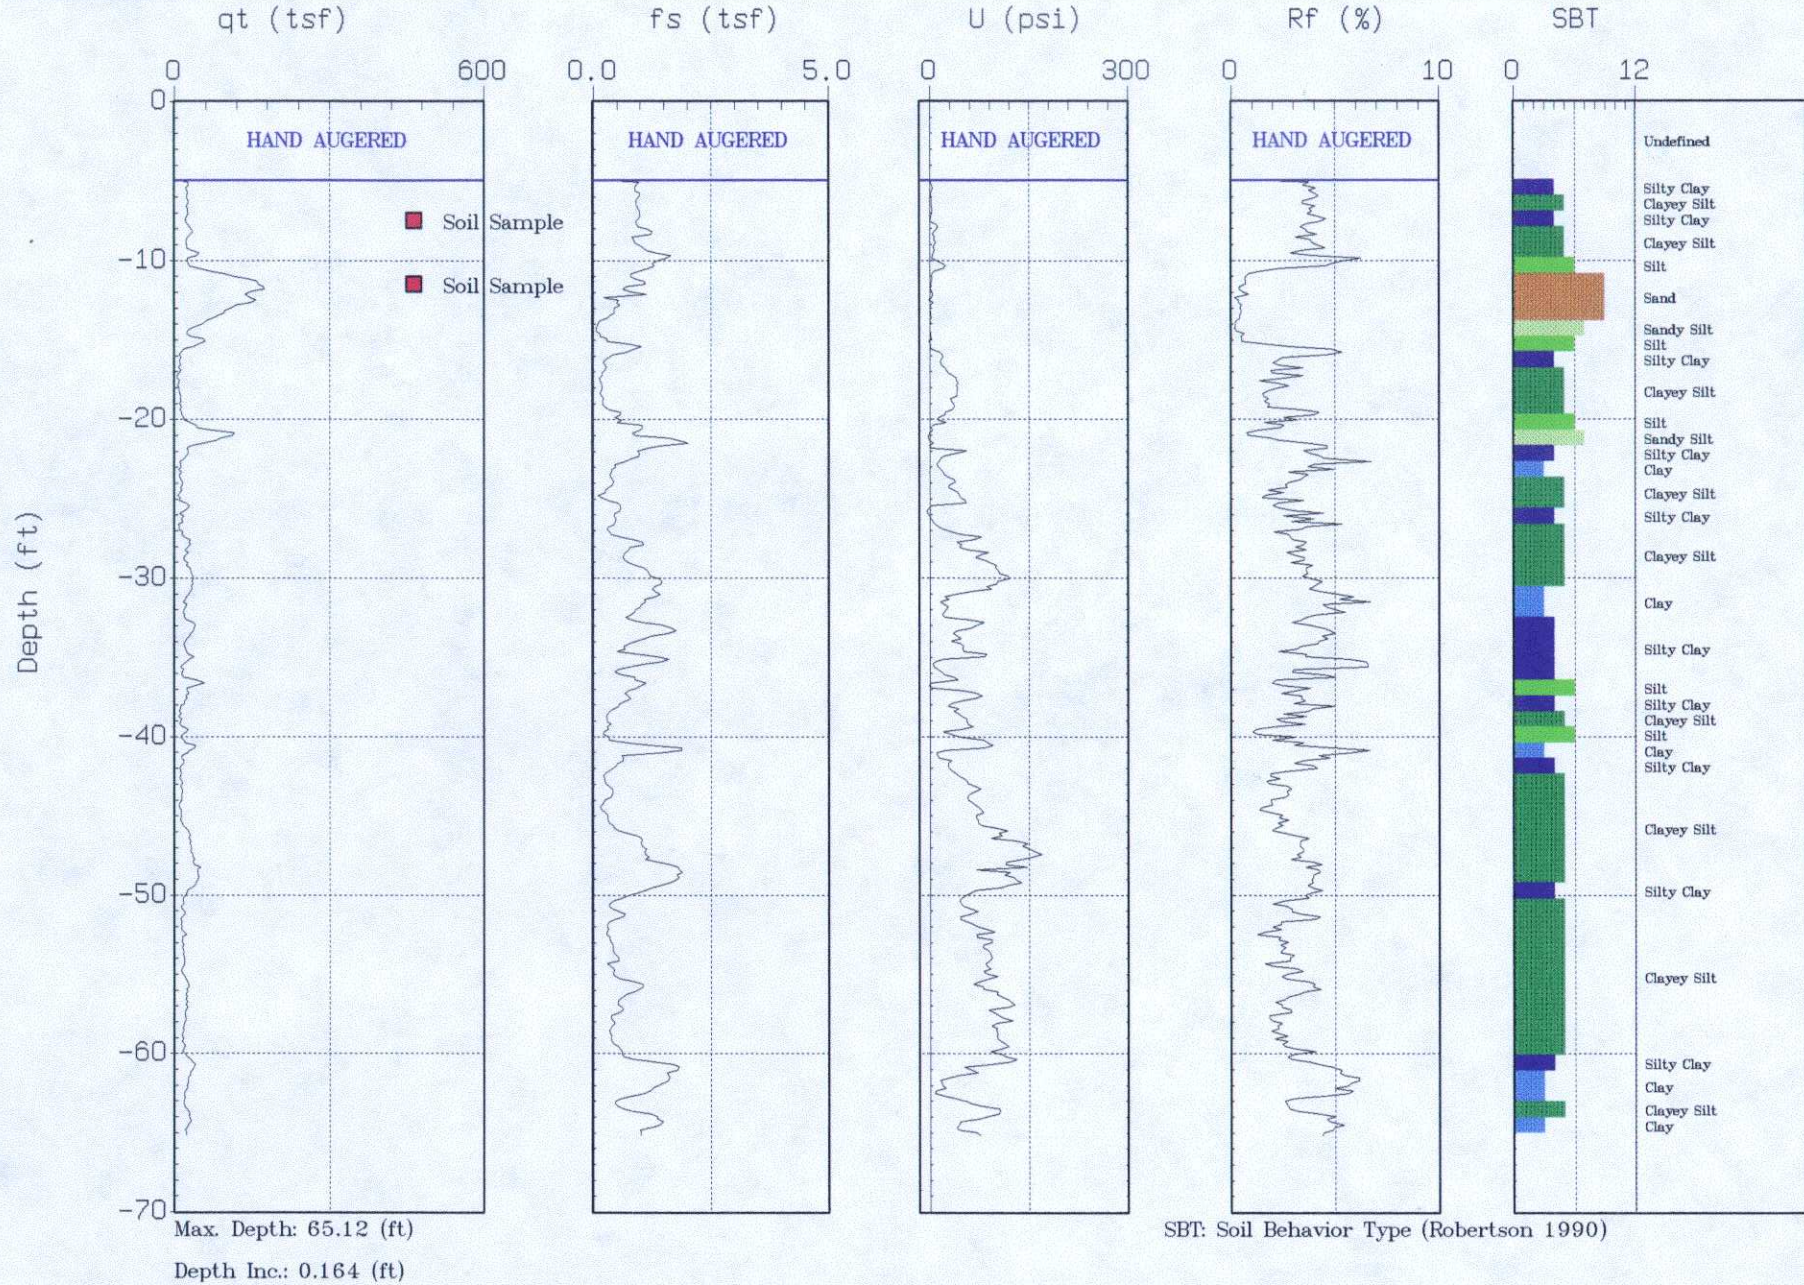 qt (tsf)
fs (tsf)
U (psi)
Rf (%)
SBT
0 600
0.0 5.0
0 300
0 10
0 12
0
HAND AUGERED
HAND AUGERED
HAND AUGERED
HAND AUGERED
Undefined
Silty Clay
Clayey Silt
Soil Sample
Silty Clay
Clayey Silt
-10
Silt
Soil Sample
Sand
Sandy Silt
Silt
Silty Clay
Clayey Silt
-20
Silt
Sandy Silt
Silty Clay
Clay
Clayey Silt
Silty Clay
Clayey Silt
-30
Depth (ft)
Clay
Silty Clay
Silt
Silty Clay
Clayey Silt
-40
Silt
Clay
Silty Clay
Clayey Silt
-50
Silty Clay
Clayey Silt
-60
Silty Clay
Clay
Clayey Silt
Clay
-70
Max. Depth: 65.12 (ft)
SBT: Soil Behavior Type (Robertson 1990)
Depth Inc.: 0.164 (ft)